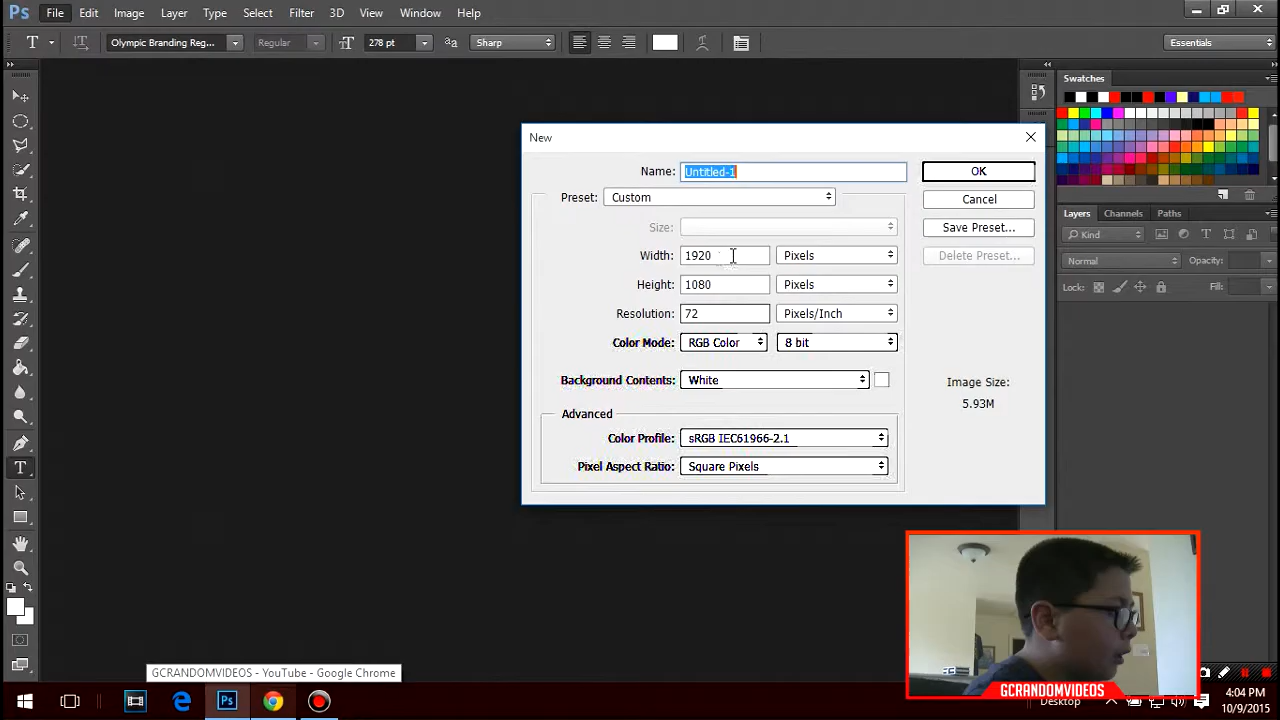 Ps File Edit Image Layer Type Select Filter 3D View Window Help
T Olympic Branding Reg... Regular 278 pt aa Sharp Essentials
Swatches
New
Name: Untitled-1 OK
Preset: Custom Cancel
Size: Save Preset...
Width: 1920 Pixels Delete Preset...
Height: 1080 Pixels
Resolution: 72 Pixels/Inch
Color Mode: RGB Color 8 bit
Background Contents: White
Image Size:
5.93M
Advanced
Color Profile: sRGB IEC61966-2.1
Pixel Aspect Ratio: Square Pixels
Layers Channels Paths
Kind
Normal Opacity:
Lock: Fill:
GCRANDOMVIDEOS - YouTube - Google Chrome
GCRANDOMVIDEOS
Desktop
4:04 PM
10/9/2015